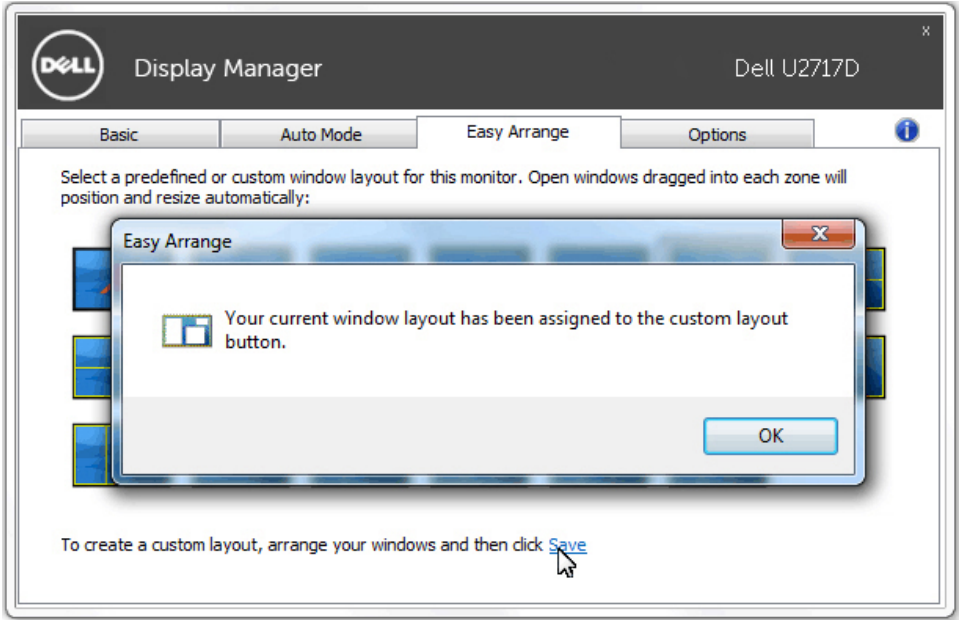 x
DELL
Display Manager
Dell U2717D
Basic
Auto Mode
Easy Arrange
Options
i
Select a predefined or custom window layout for this monitor. Open windows dragged into each zone will
position and resize automatically:
Easy Arrange
x
Your current window layout has been assigned to the custom layout
button.
OK
To create a custom layout, arrange your windows and then click Save